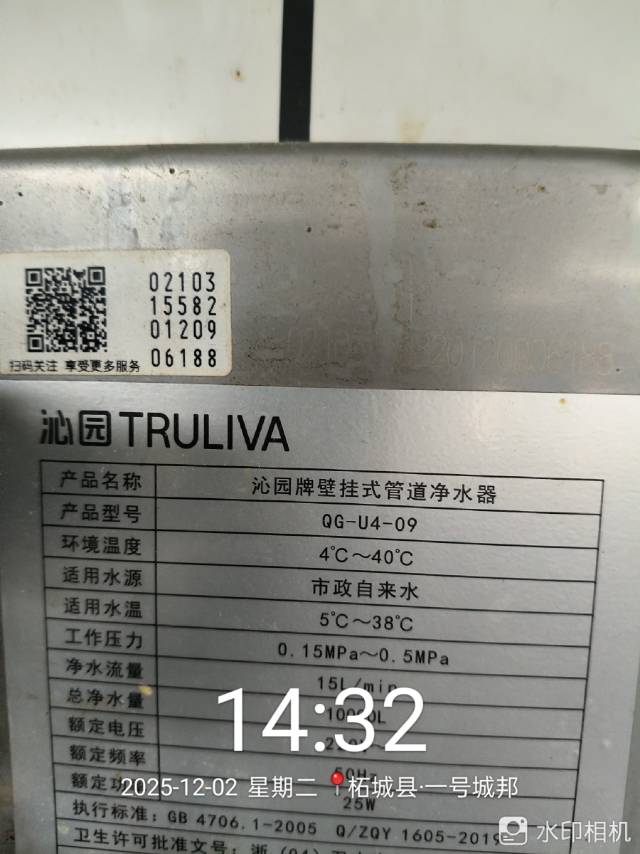 02103
15582
01209
06188
扫码关注 享受更多服务
沁园TRULIVA
产品名称 沁园牌壁挂式管道净水器
产品型号 QG-U4-09
环境温度 4℃～40℃
适用水源 市政自来水
适用水温 5℃～38℃
工作压力 0.15MPa～0.5MPa
净水流量 15L/min
总净水量 10000L
额定电压
额定频率 50Hz
额定功 25W
14:32
2025-12-02 星期二 柘城县·一号城邦
执行标准: GB 4706.1-2005 Q/ZQY 1605-2019
卫生许可批准文号: 浙
水印相机